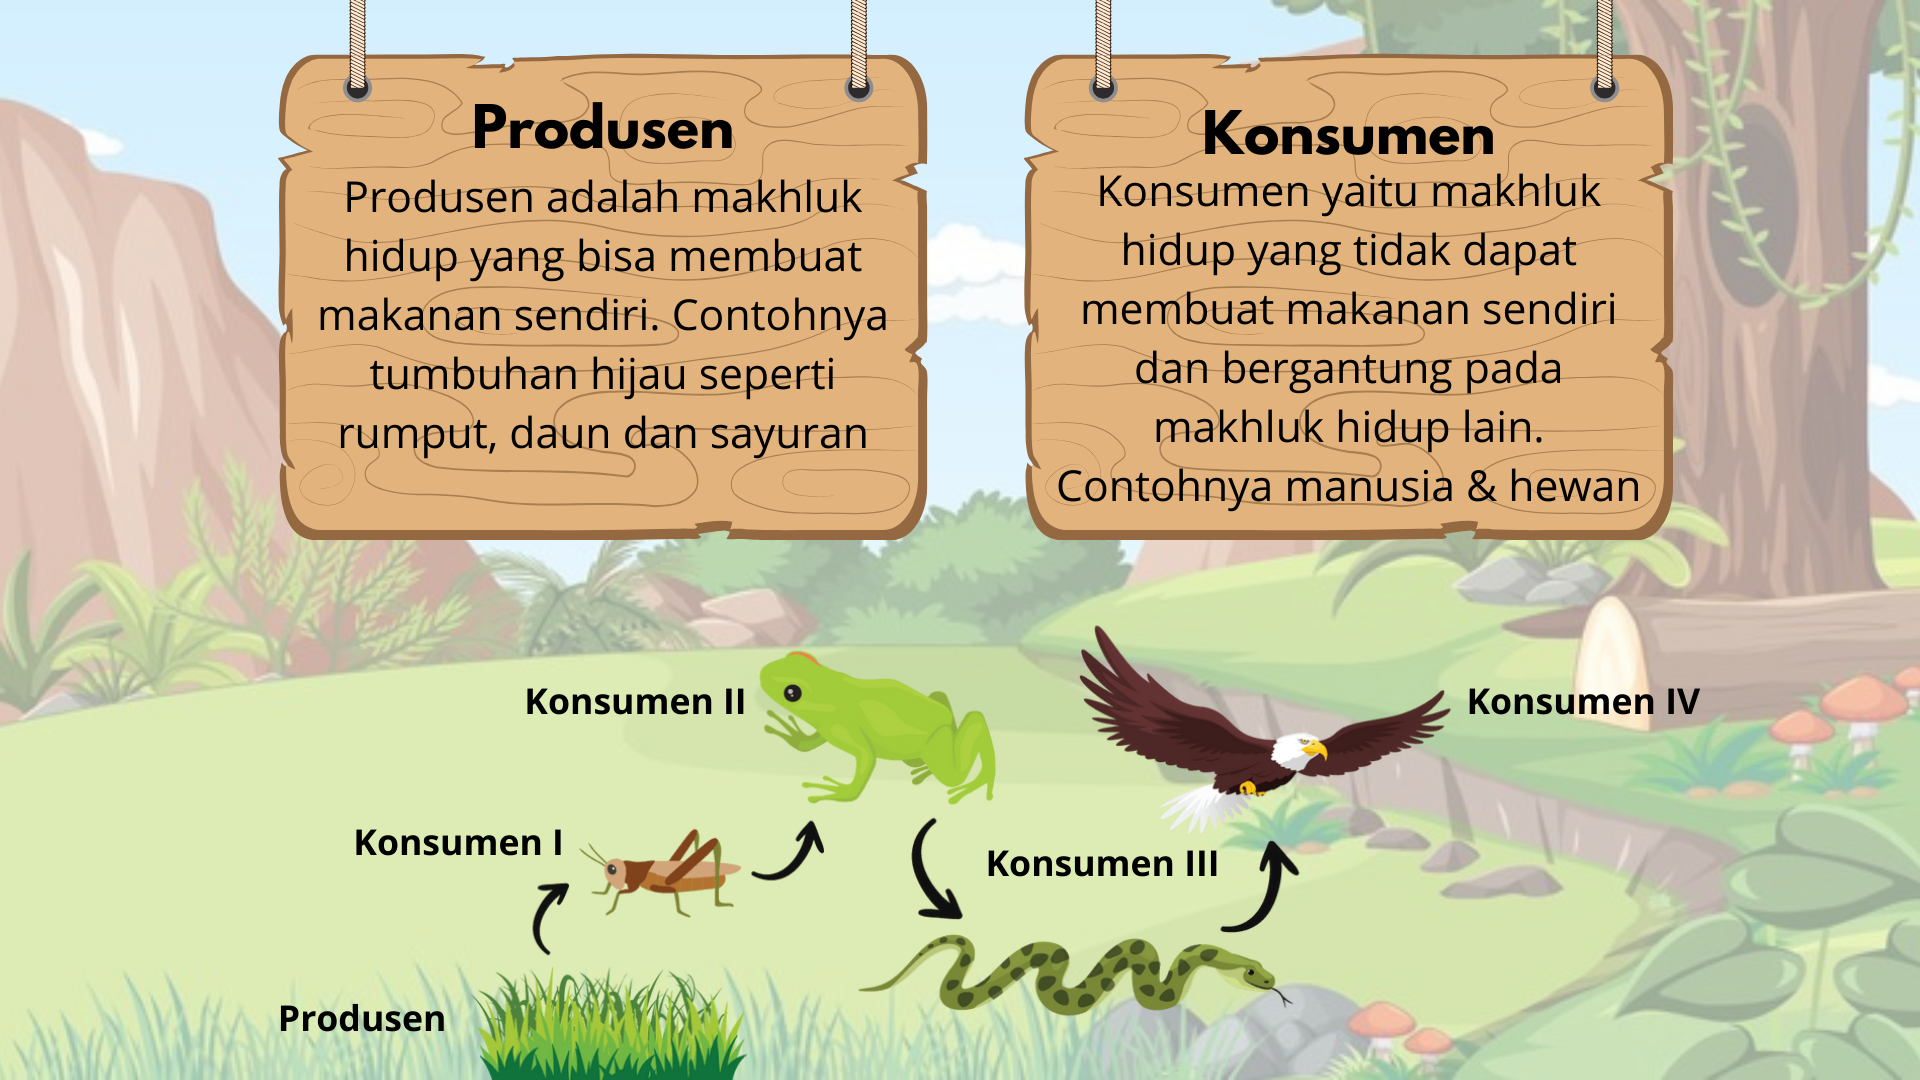 Produsen
Produsen adalah makhluk
hidup yang bisa membuat
makanan sendiri. Contohnya
tumbuhan hijau seperti
rumput, daun dan sayuran
Konsumen
Konsumen yaitu makhluk
hidup yang tidak dapat
membuat makanan sendiri
dan bergantung pada
makhluk hidup lain.
Contohnya manusia & hewan
Konsumen II
Konsumen IV
Konsumen I
Konsumen III
Produsen